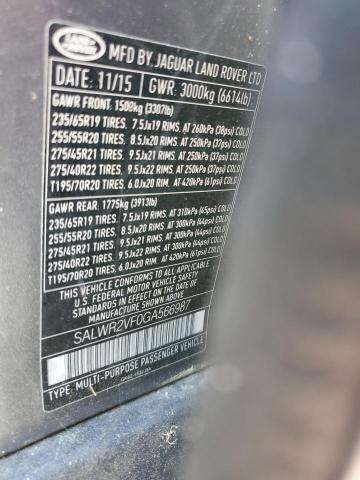 LAND ROVER
MFD BY JAGUAR LAND ROVER LTD
DATE: 11/15 GWR: 3000kg (6614lb)
GAWR FRONT: 1500kg (3307lb)
235/65R19 TIRES. 7.5Jx19 RIMS. AT 260kPa (38psi) COLD
255/55R20 TIRES. 8.5Jx20 RIMS. AT 250kPa (37psi) COLD
275/45R21 TIRES. 9.5Jx21 RIMS. AT 250kPa (37psi) COLD
275/40R22 TIRES. 9.5Jx22 RIMS. AT 250kPa (37psi) COLD
T195/70R20 TIRES. 6.0Jx20 RIM. AT 420kPa (61psi) COLD
GAWR REAR: 1775kg (3913lb)
235/65R19 TIRES. 7.5Jx19 RIMS. AT 310kPa (45psi) COLD
255/55R20 TIRES. 8.5Jx20 RIMS. AT 300kPa (44psi) COLD
275/45R21 TIRES. 9.5Jx21 RIMS. AT 300kPa (44psi) COLD
275/40R22 TIRES. 9.5Jx22 RIMS. AT 300kPa (44psi) COLD
T195/70R20 TIRES. 6.0Jx20 RIM. AT 420kPa (61psi) COLD
THIS VEHICLE CONFORMS TO ALL APPLICABLE
U.S. FEDERAL MOTOR VEHICLE SAFETY AND
THEFT PREVENTION STANDARDS IN EFFECT ON
THE DATE OF MANUFACTURE SHOWN ABOVE.
SALWR2VF0GA566987
TYPE: MULTI-PURPOSE PASSENGER VEHICLE